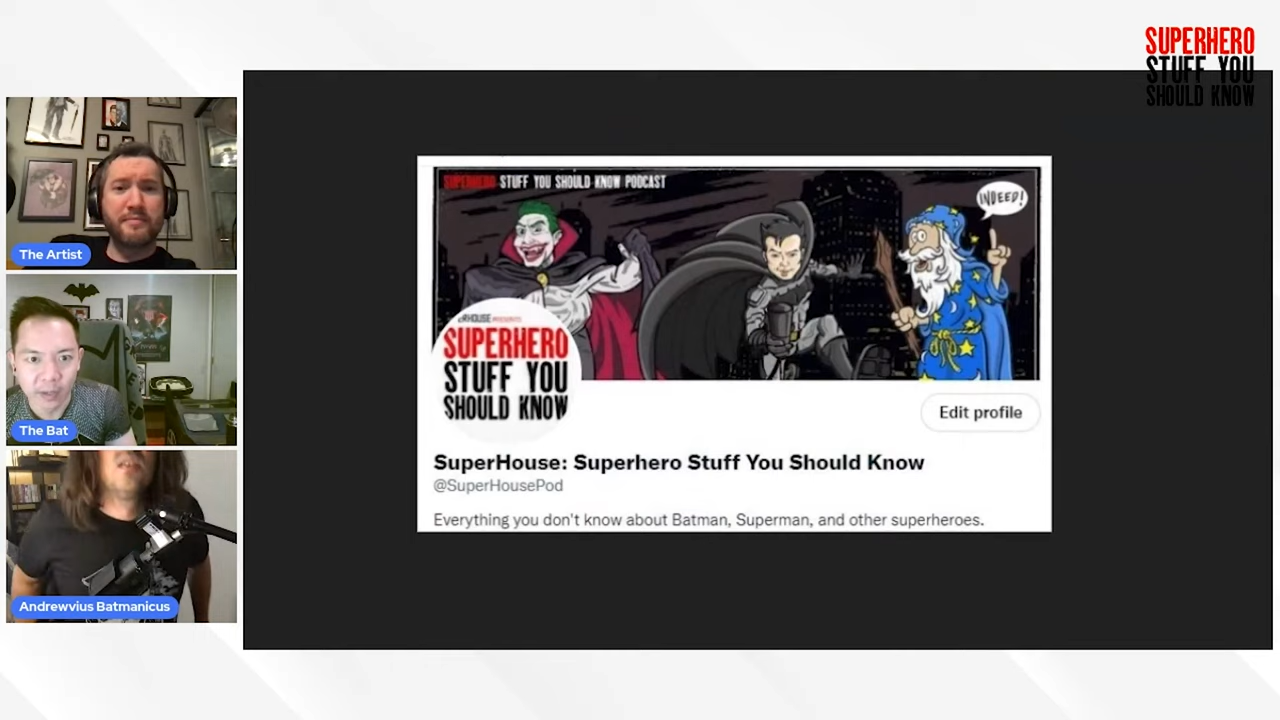 SUPERHERO
STUFF YOU
SHOULD KNOW
The Artist
The Bat
Andrewvius Batmanicus
SUPERHERO STUFF YOU SHOULD KNOW PODCAST
INDEED!
SUPERHERO
STUFF YOU
SHOULD KNOW
Edit profile
SuperHouse: Superhero Stuff You Should Know
@SuperHousePod
Everything you don't know about Batman, Superman, and other superheroes.